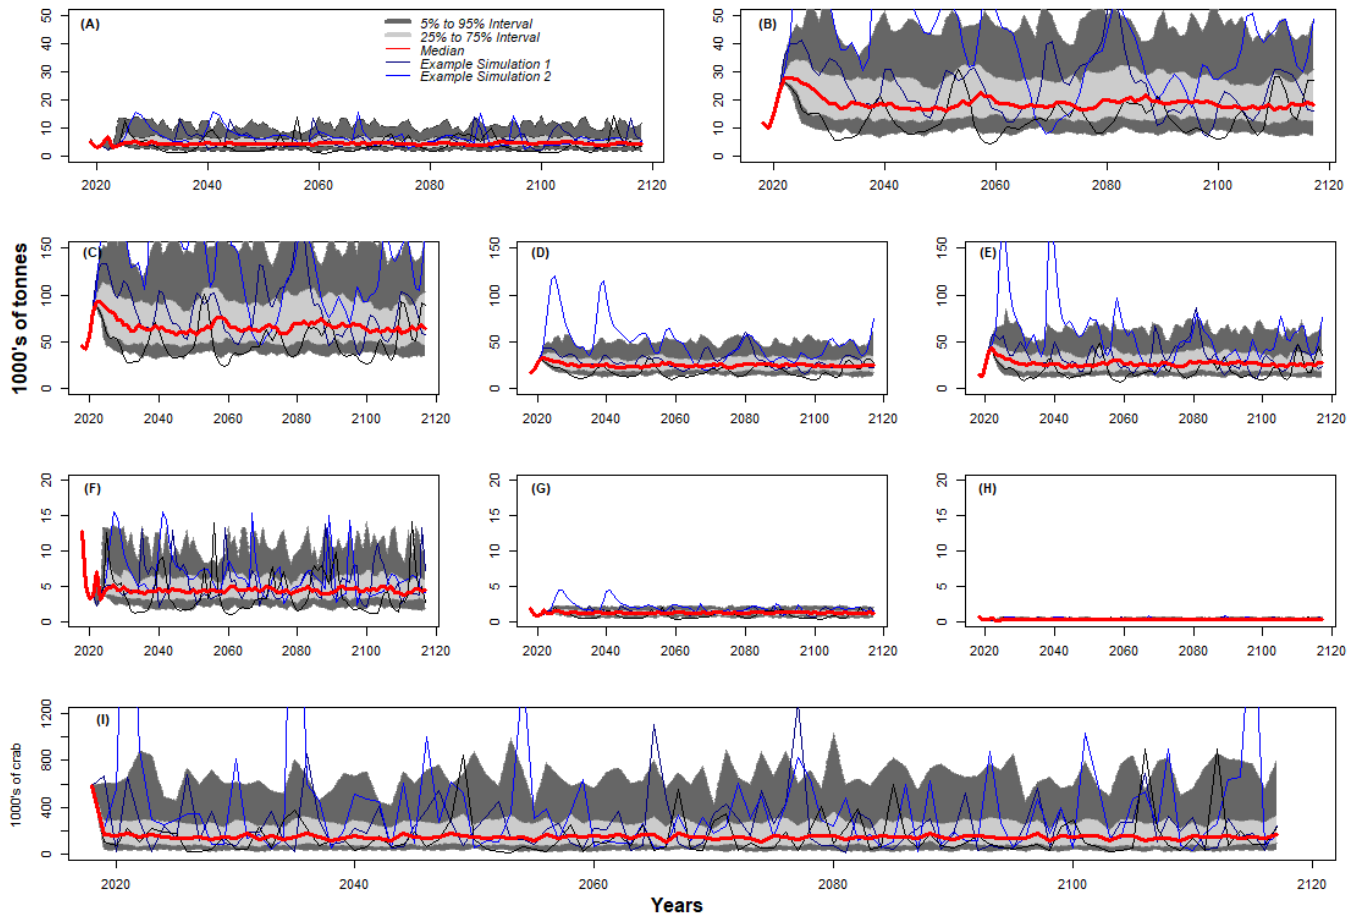 (A)
5% to 95% Interval
25% to 75% Interval
Median
Example Simulation 1
Example Simulation 2
0 10 20 30 40 50
2020 2040 2060 2080 2100 2120
(B)
0 10 20 30 40 50
2020 2040 2060 2080 2100 2120
1000's of tonnes
(C)
0 50 100 150
2020 2040 2060 2080 2100 2120
(D)
0 50 100 150
2020 2040 2060 2080 2100 2120
(E)
0 50 100 150
2020 2040 2060 2080 2100 2120
(F)
0 5 10 15 20
2020 2040 2060 2080 2100 2120
(G)
0 5 10 15 20
2020 2040 2060 2080 2100 2120
(H)
0 5 10 15 20
2020 2040 2060 2080 2100 2120
1000's of crab
(I)
0 400 800 1200
2020 2040 2060 2080 2100 2120
Years